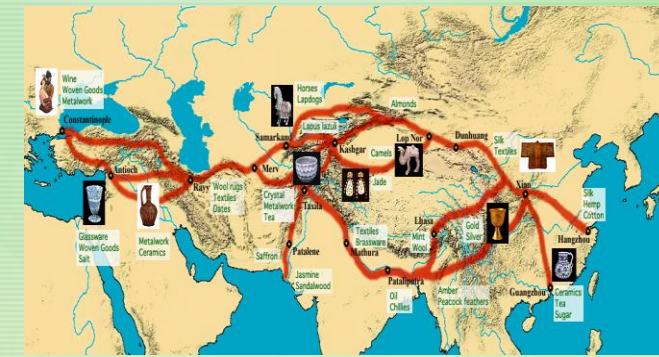 Wine
Woven Goods
Metalwork
Constantinople
Antioch
Glassware
Woven Goods
Salt
Metalwork
Ceramics
Rayy
Wool rugs
Textiles
Dates
Merv
Samarkand
Horses
Lapdogs
Lapus lazuli
Almonds
Kashgar
Camels
Jade
Crystal
Metalwork
Tea
Taxila
Saffron
Patalene
Jasmine
Sandalwood
Textiles
Brassware
Mathura
Pataliputra
Oil
Chillies
Lop Nor
Dunhuang
Silk
Textiles
Xian
Lhasa
Mint
Wool
Gold
Silver
Amber
Peacock feathers
Silk
Hemp
Cotton
Hangzhou
Guangzhou
Ceramics
Tea
Sugar